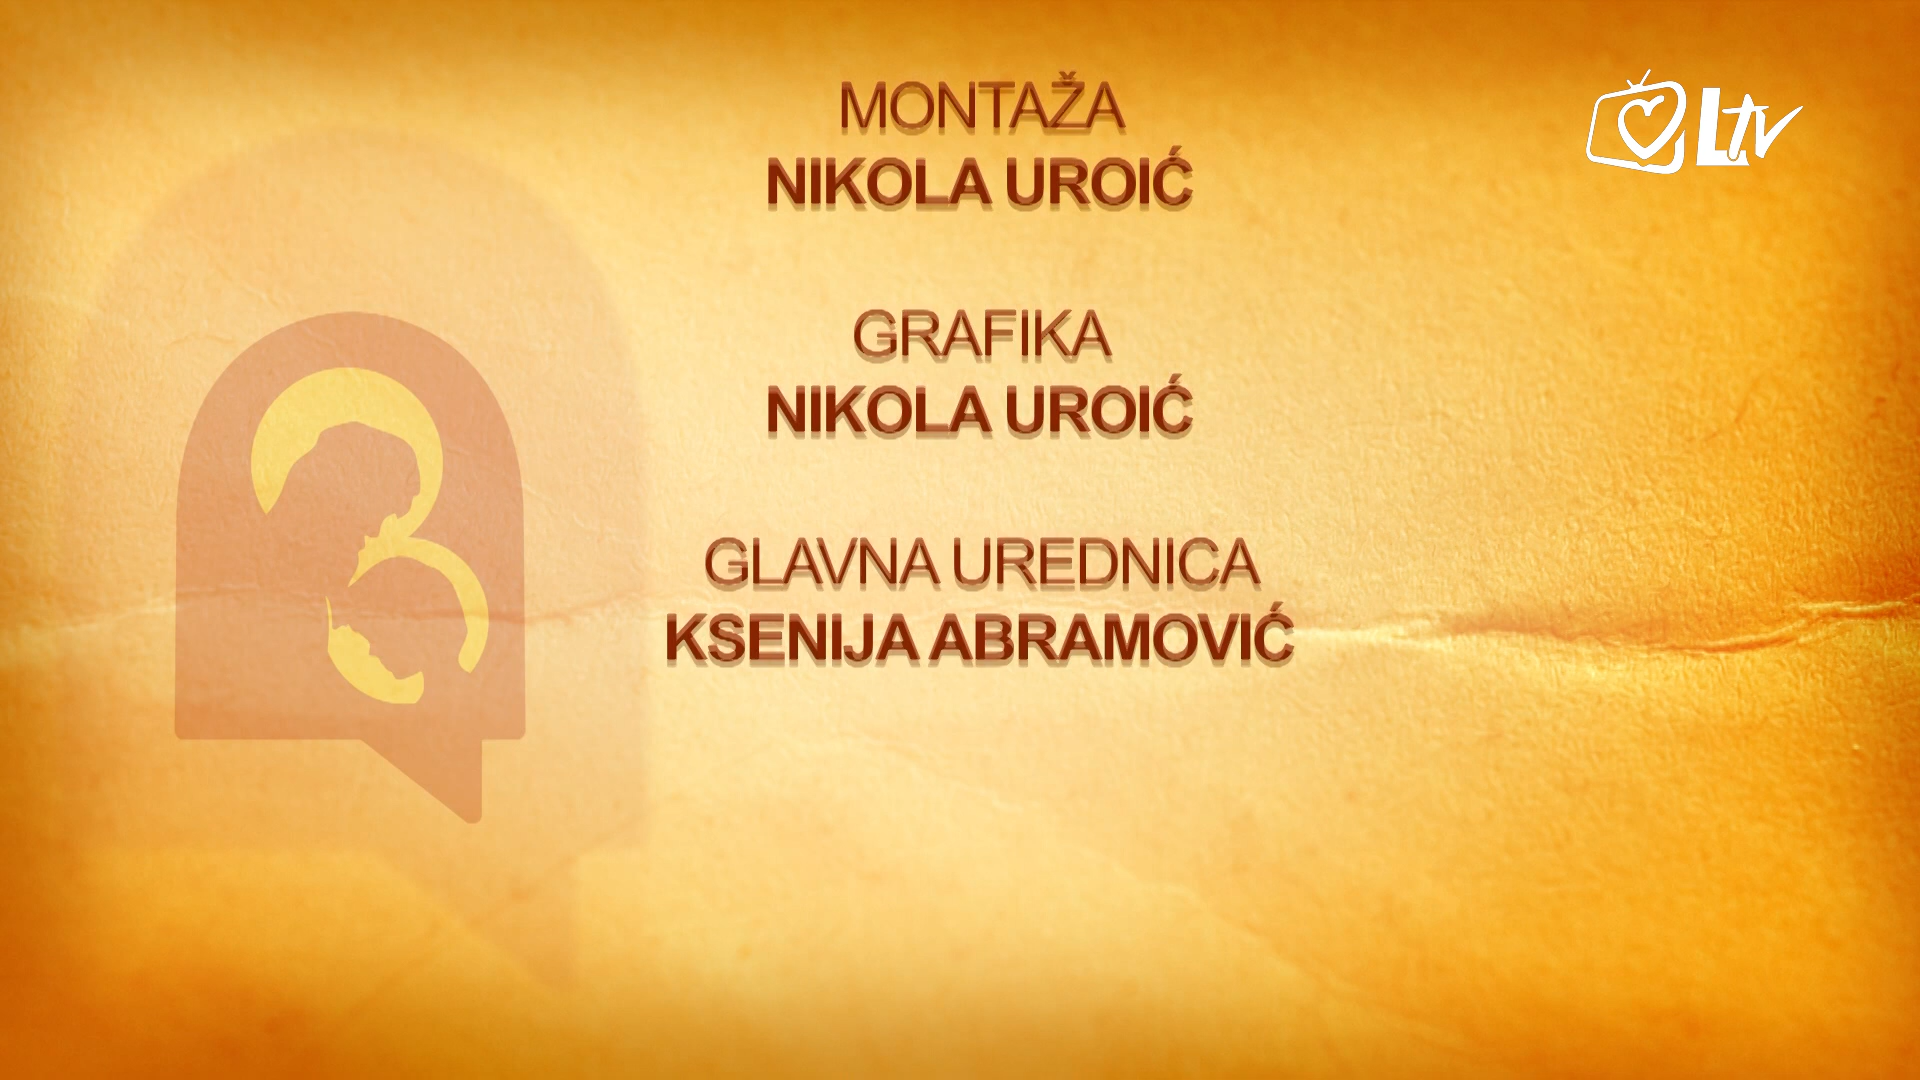 MONTAŽA
NIKOLA UROIĆ
LTV
GRAFIKA
NIKOLA UROIĆ
GLAVNA UREDNICA
KSENIJA ABRAMOVIĆ